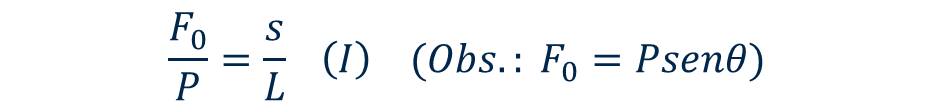 F₀/P = s/L (I) (Obs.: F₀ = Psenθ)